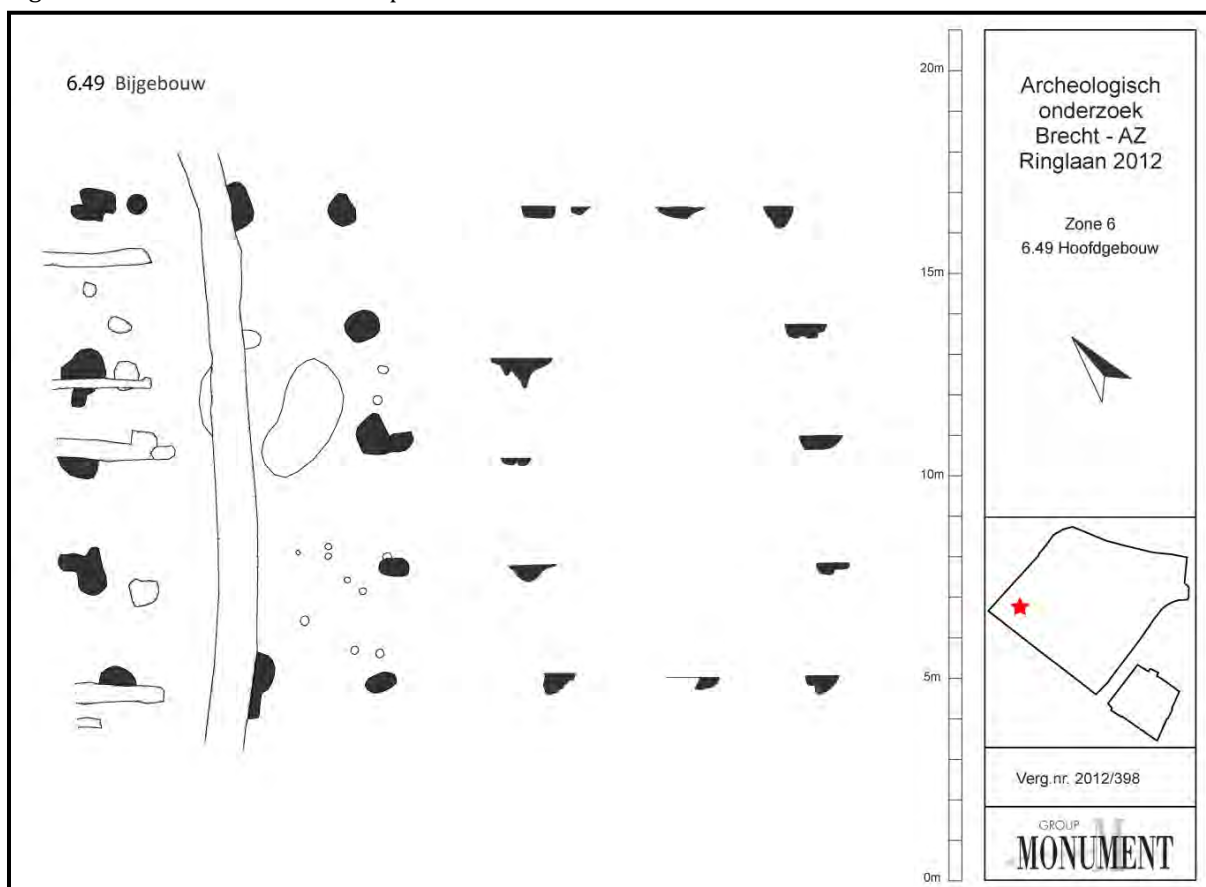 6.49 Bijgebouw
20m
15m
10m
5m
0m
Archeologisch
onderzoek
Brecht - AZ
Ringlaan 2012
Zone 6
6.49 Hoofdgebouw
Verg.nr. 2012/398
GROUP
MONUMENT